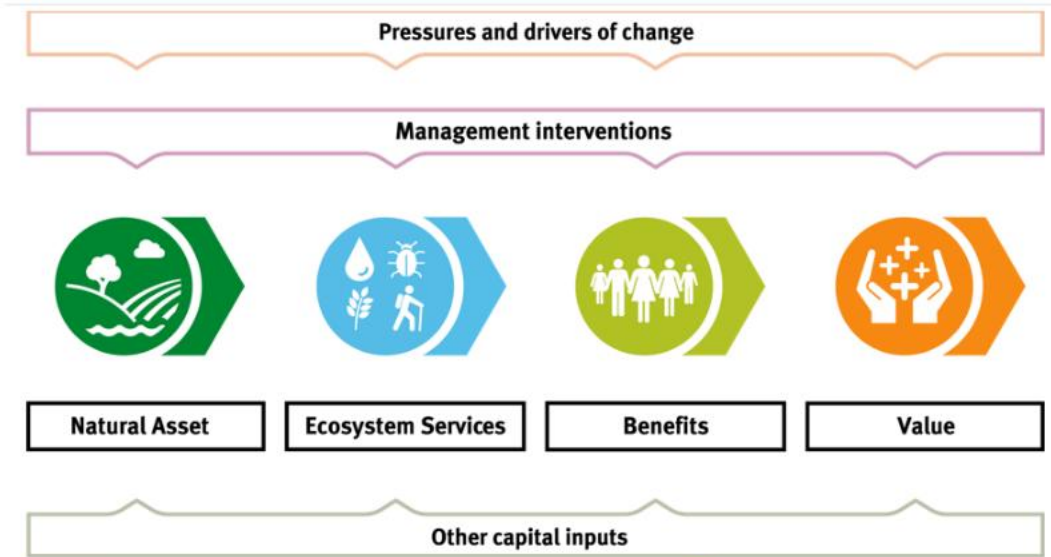 Pressures and drivers of change
Management interventions
Natural Asset
Ecosystem Services
Benefits
Value
Other capital inputs